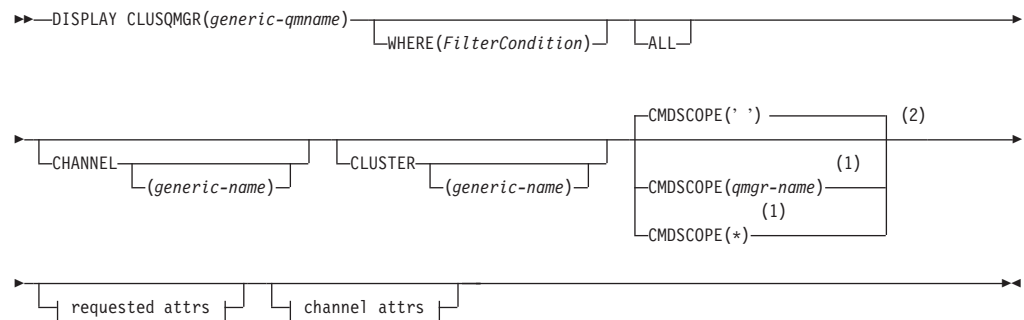 DISPLAY CLUSQMGR(generic-qmname)
WHERE(FilterCondition) ALL
CMDSCOPE(’ ’) (2)
CHANNEL CLUSTER
(generic-name) (generic-name) CMDSCOPE(qmgr-name) (1)
(1)
CMDSCOPE(*)
requested attrs channel attrs